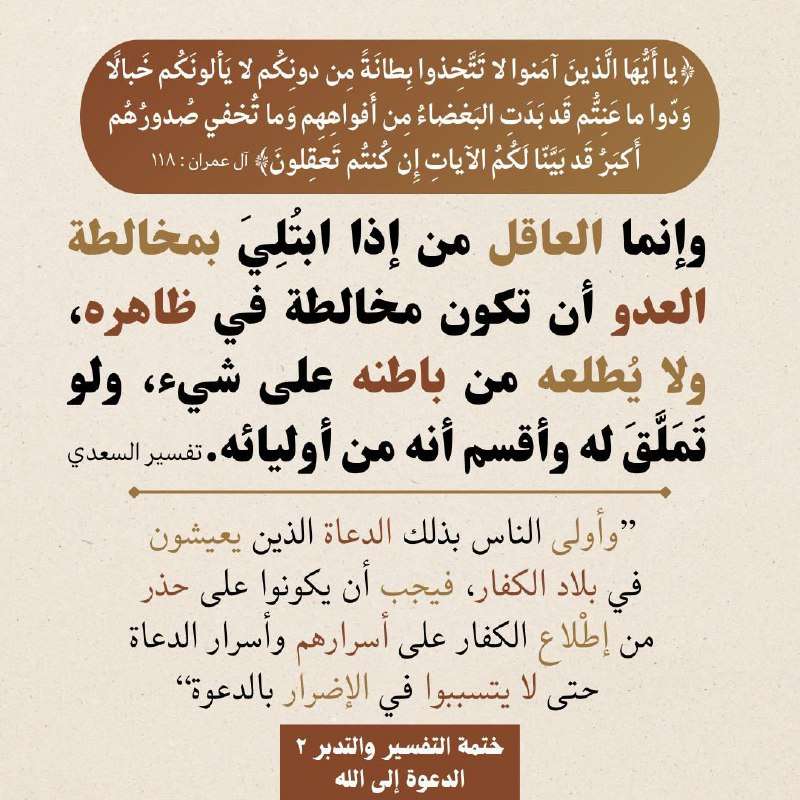 ﴿يا أَيُّهَا الَّذينَ آمَنوا لا تَتَّخِذوا بِطانَةً مِن دونِكُم لا يَألونَكُم خَبالًا
وَدّوا ما عَنِتُّم قَد بَدَتِ البَغضاءُ مِن أَفواهِهِم وَما تُخفي صُدورُهُم
أَكبَرُ قَد بَيَّنّا لَكُمُ الآياتِ إِن كُنتُم تَعقِلونَ﴾ آل عمران : ١١٨
وإنما العاقل من إذا ابتُلِيَ بمخالطة
العدو أن تكون مخالطة في ظاهره،
ولا يُطلعه من باطنه على شيء، ولو
تَمَلَّقَ له وأقسم أنه من أوليائه. تفسير السعدي
”وأولى الناس بذلك الدعاة الذين يعيشون
في بلاد الكفار، فيجب أن يكونوا على حذر
من إطْلاع الكفار على أسرارهم وأسرار الدعاة
حتى لا يتسببوا في الإضرار بالدعوة“
ختمة التفسير والتدبر ٢
الدعوة إلى الله